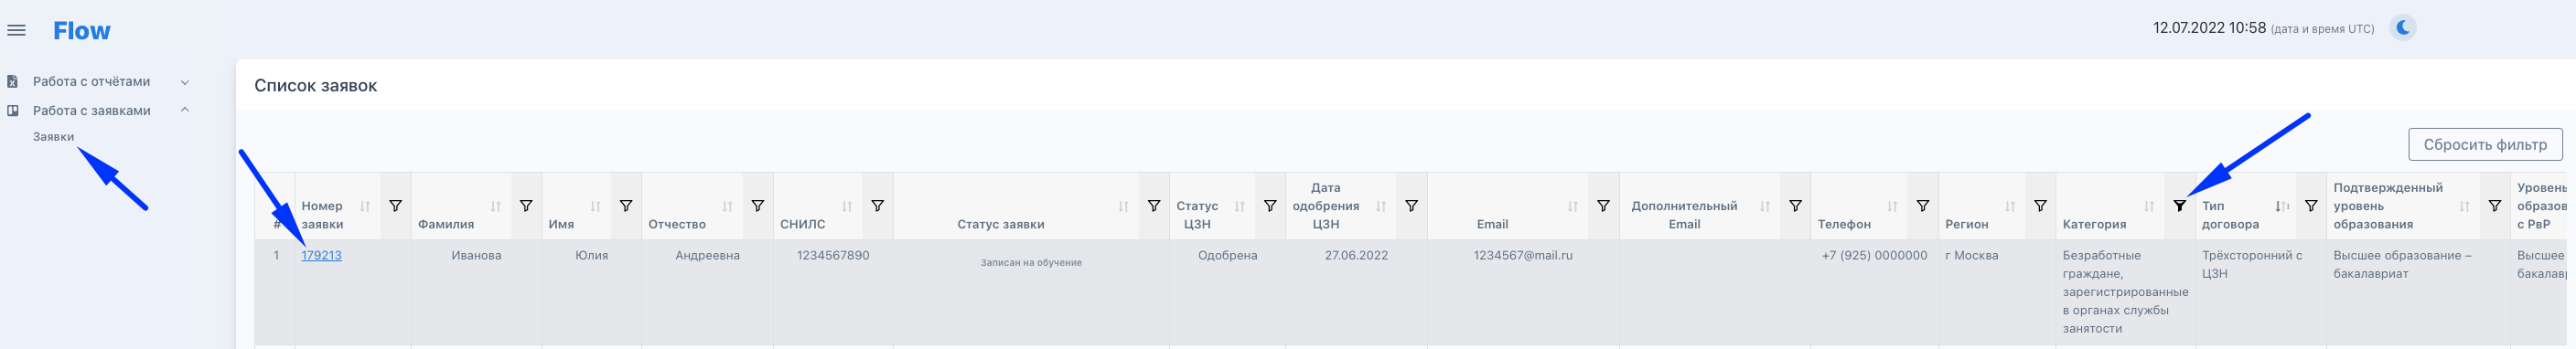 Flow
12.07.2022 10:58 (дата и время UTC)
Работа с отчётами
Работа с заявками
Заявки
Список заявок
Сбросить фильтр
#
Номер
заявки
Фамилия
Имя
Отчество
СНИЛС
Статус заявки
Статус
ЦЗН
Дата
одобрения
ЦЗН
Email
Дополнительный
Email
Телефон
Регион
Категория
Тип
договора
Подтвержденный
уровень
образования
Уровень
образов
с РвР
1
179213
Иванова
Юлия
Андреевна
1234567890
Записан на обучение
Одобрена
27.06.2022
1234567@mail.ru
+7 (925) 0000000
г Москва
Безработные
граждане,
зарегистрированные
в органах службы
занятости
Трёхсторонний с
ЦЗН
Высшее образование –
бакалавриат
Высшее
бакалавр